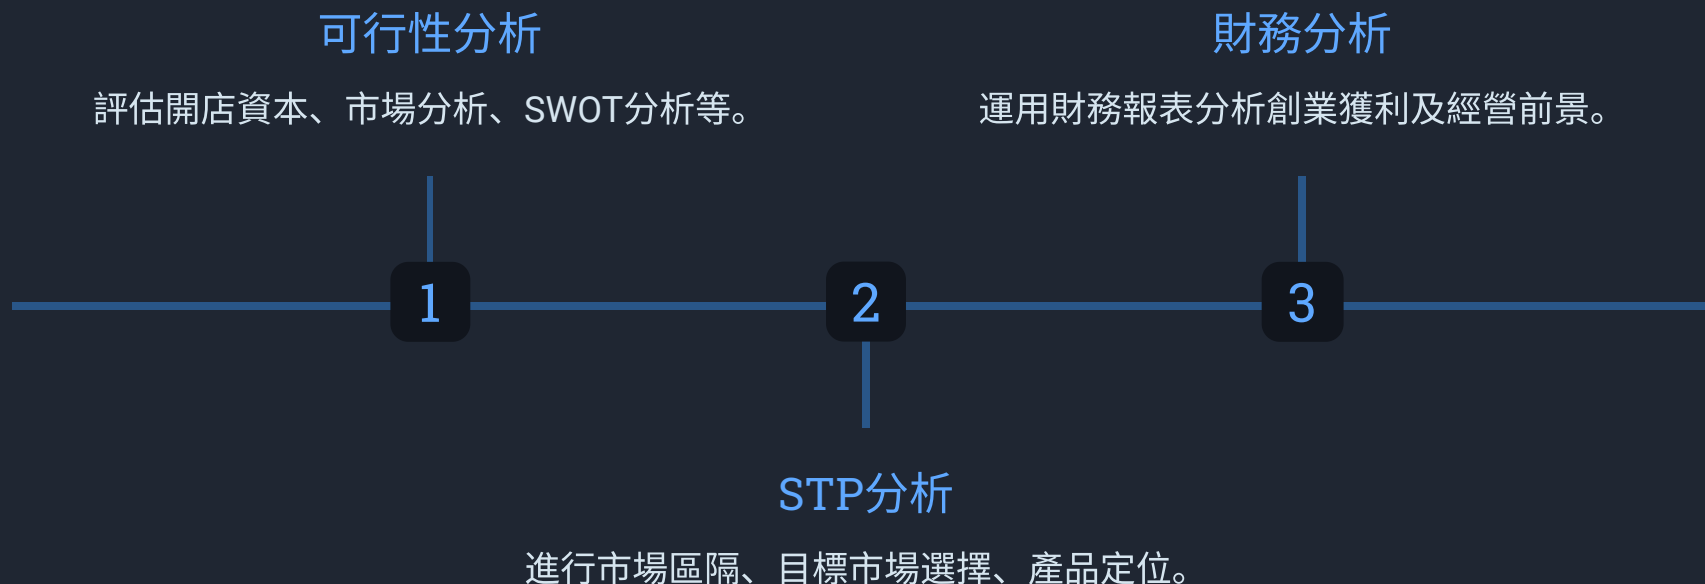 可行性分析
評估開店資本、市場分析、SWOT分析等。
財務分析
運用財務報表分析創業獲利及經營前景。
1
2
3
STP分析
進行市場區隔、目標市場選擇、產品定位。